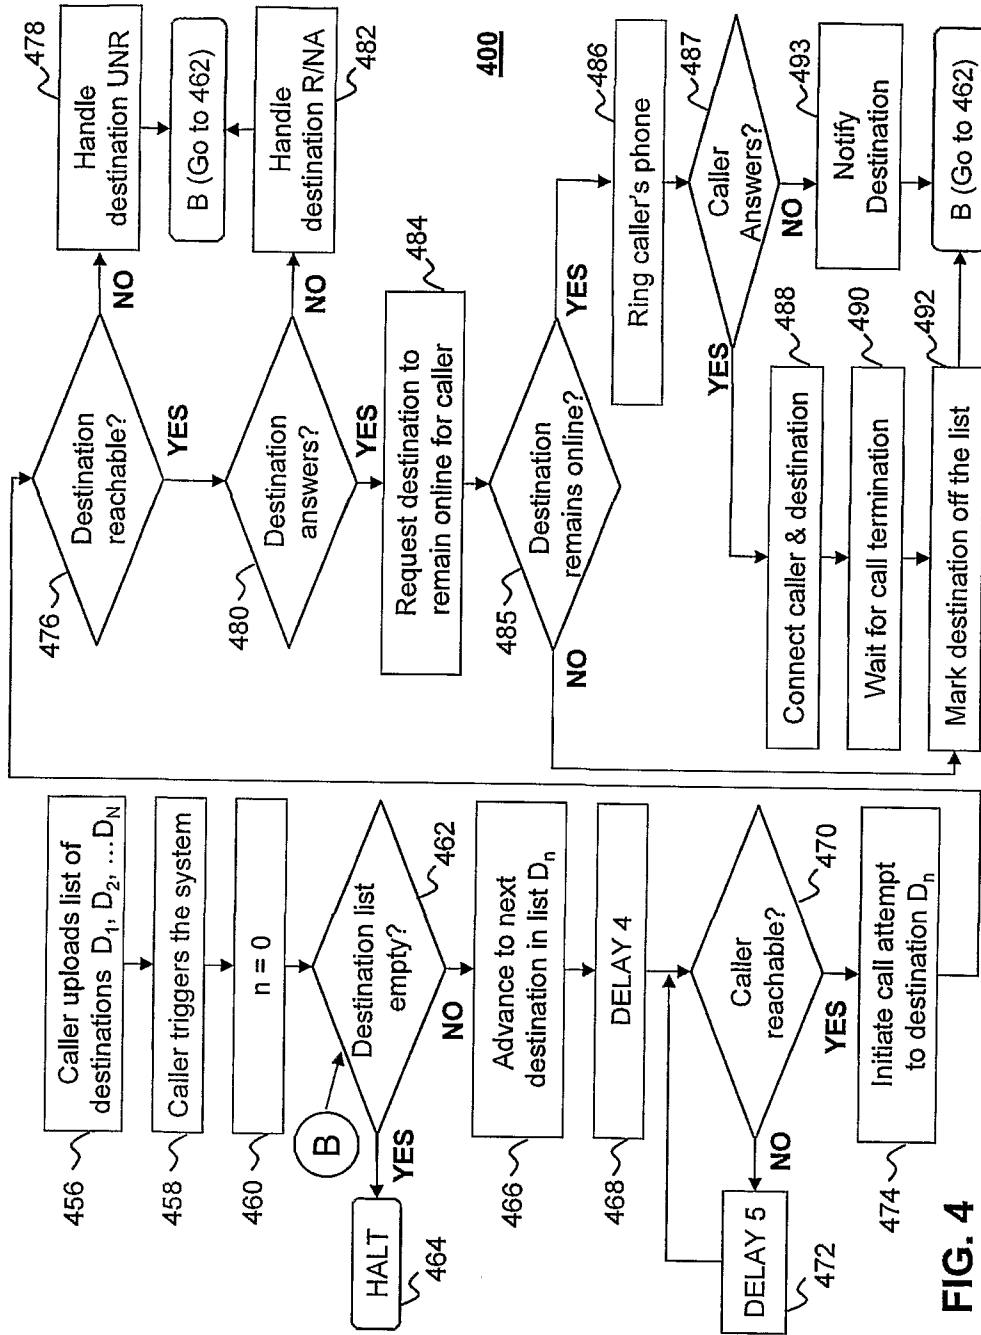 400
456
Caller uploads list of
destinations D1, D2, ...DN
458
Caller triggers the system
460
n = 0
B
462
Destination list
empty?
YES
NO
HALT
464
466
Advance to next
destination in list Dn
468
DELAY 4
470
Caller
reachable?
NO
YES
DELAY 5
472
474
Initiate call attempt
to destination Dn
476
Destination
reachable?
NO
YES
478
Handle
destination UNR
B (Go to 462)
480
Destination
answers?
NO
YES
482
Handle
destination R/NA
484
Request destination to
remain online for caller
485
Destination
remains online?
YES
NO
486
Ring caller's phone
487
Caller
Answers?
YES
NO
488
Connect caller & destination
490
Wait for call termination
492
Mark destination off the list
493
Notify
Destination
B (Go to 462)
FIG. 4